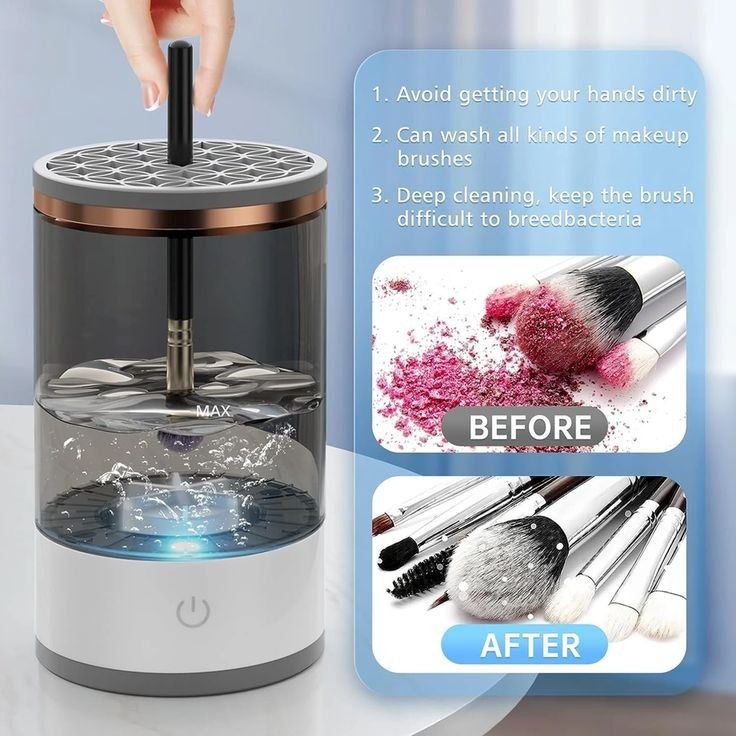 1. Avoid getting your hands dirty
2. Can wash all kinds of makeup
brushes
3. Deep cleaning, keep the brush
difficult to breedbacteria
MAX
BEFORE
AFTER